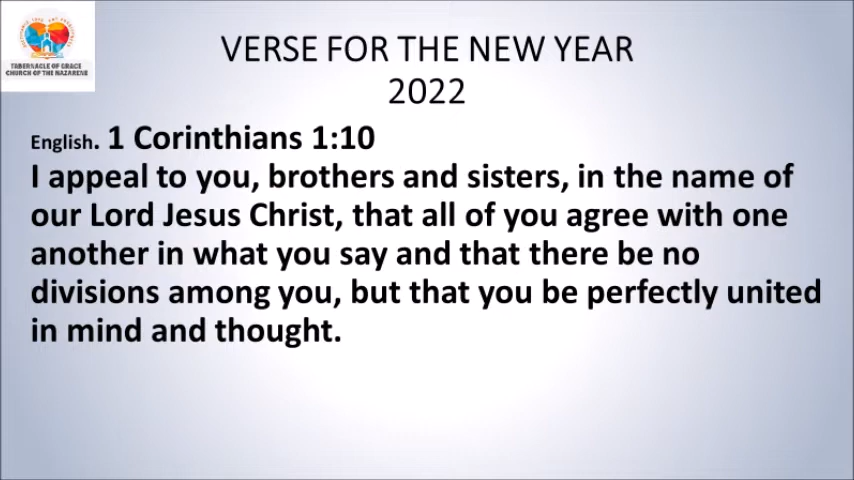 TABERNACLE OF GRACE
CHURCH OF THE NAZARENE
VERSE FOR THE NEW YEAR
2022
English. 1 Corinthians 1:10
I appeal to you, brothers and sisters, in the name of
our Lord Jesus Christ, that all of you agree with one
another in what you say and that there be no
divisions among you, but that you be perfectly united
in mind and thought.